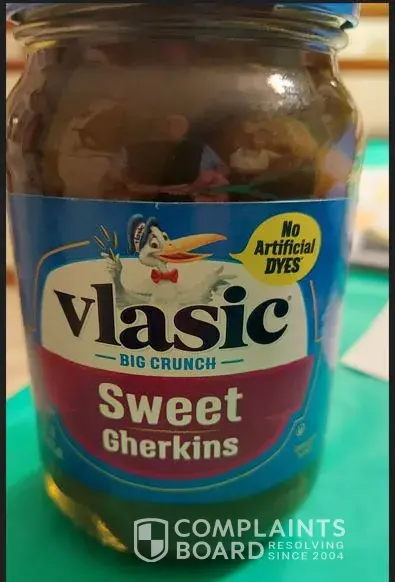 No
Artificial
DYES
vlasic
BIG CRUNCH
Sweet
Gherkins
COMPLAINTS
BOARD RESOLVING
SINCE 2004